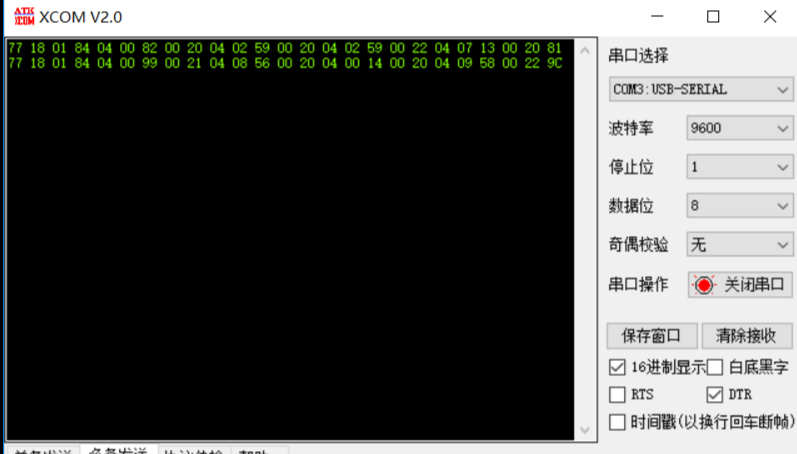 ATK XCOM XCOM V2.0
77 18 01 84 04 00 82 00 20 04 02 59 00 20 04 02 59 00 22 04 07 13 00 20 81
77 18 01 84 04 00 99 00 21 04 08 56 00 20 04 00 14 00 20 04 09 58 00 22 9C
串口选择
COM3:USB-SERIAL
波特率 9600
停止位 1
数据位 8
奇偶校验 无
串口操作 关闭串口
保存窗口 清除接收
16进制显示 白底黑字
RTS DTR
时间戳(以换行回车断帧)